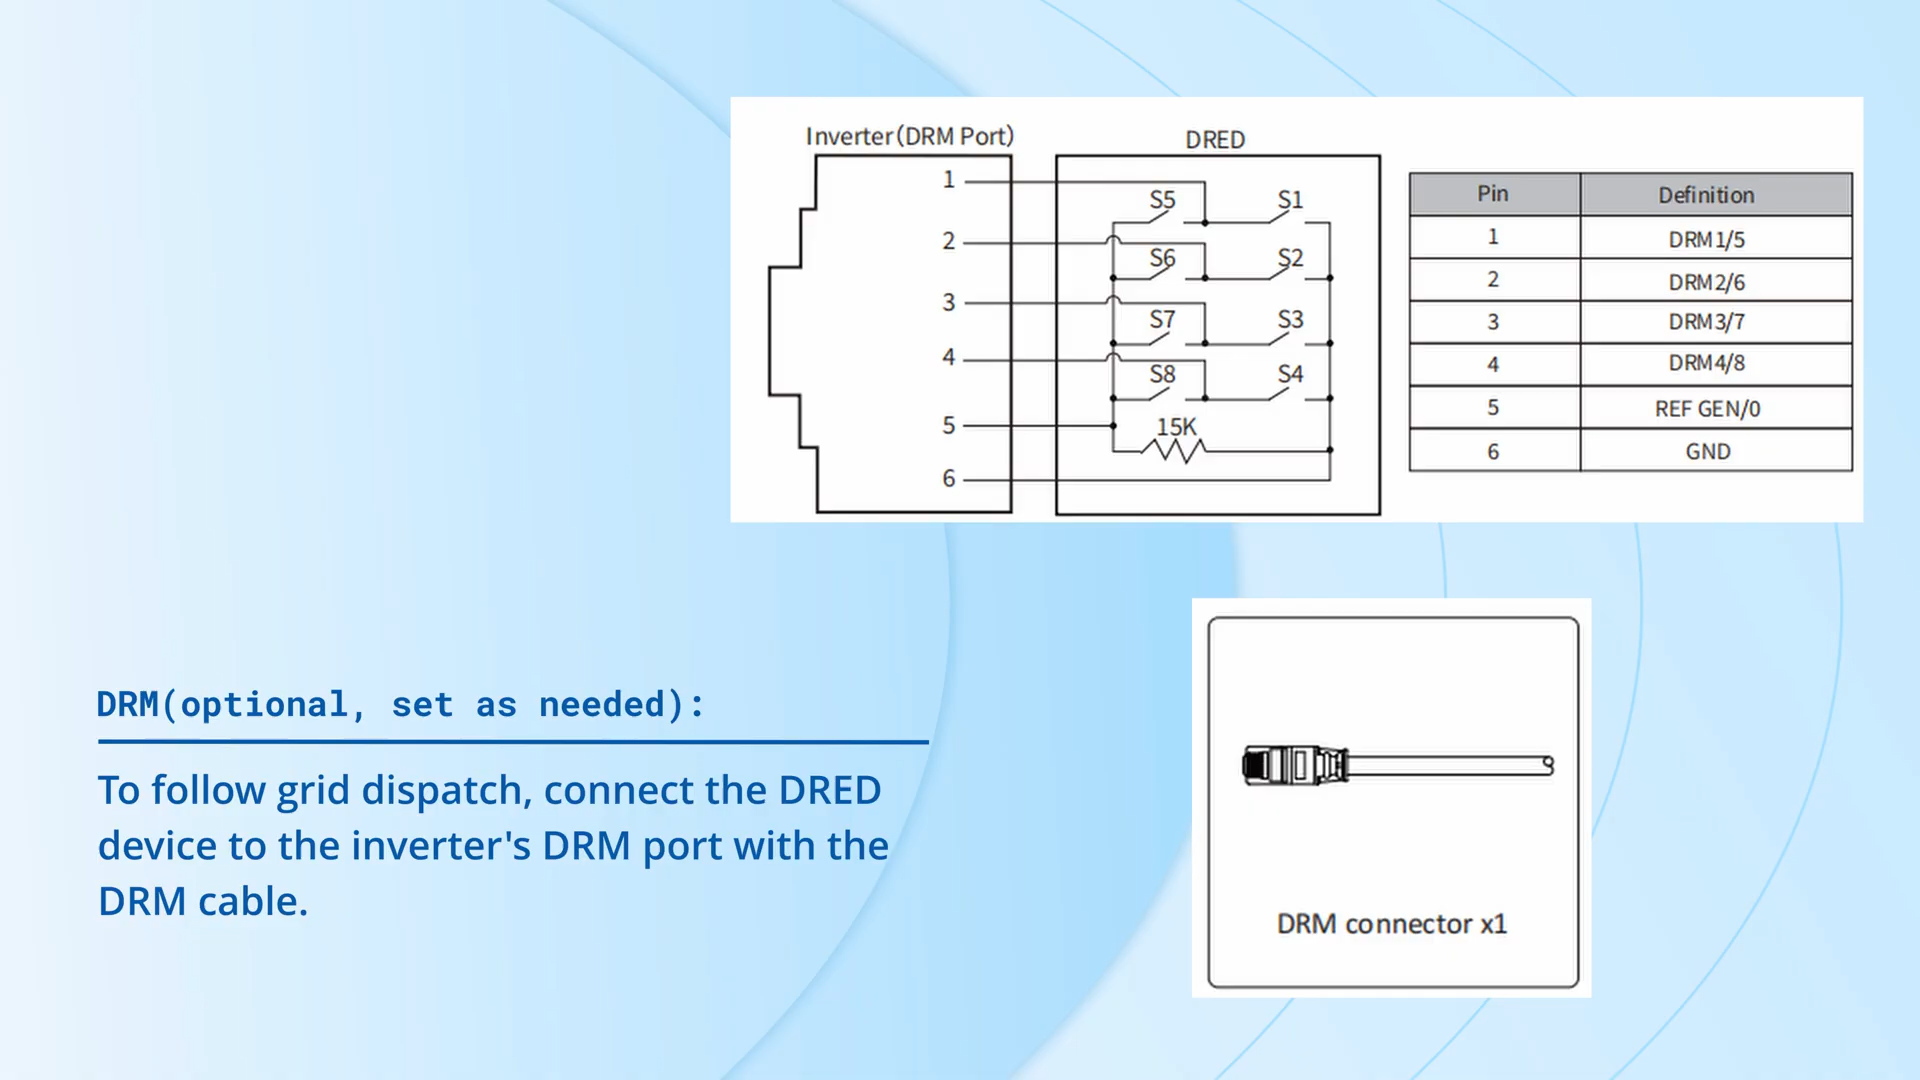 Inverter(DRM Port)
DRED
1
2
3
4
5
6
S5
S1
S6
S2
S7
S3
S8
S4
15K
Pin Definition
1 DRM1/5
2 DRM2/6
3 DRM3/7
4 DRM4/8
5 REF GEN/0
6 GND
DRM(optional, set as needed):
To follow grid dispatch, connect the DRED
device to the inverter's DRM port with the
DRM cable.
DRM connector x1